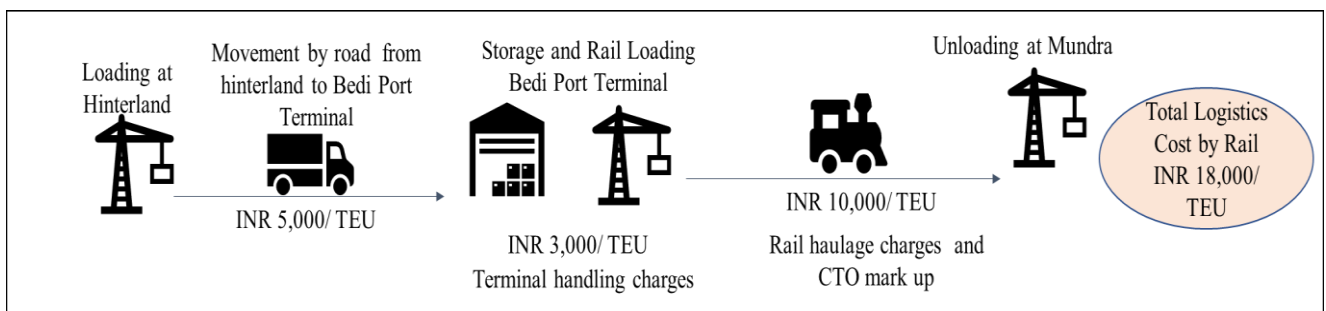 Loading at
Hinterland
Movement by road from
hinterland to Bedi Port
Terminal
INR 5,000/ TEU
Storage and Rail Loading
Bedi Port Terminal
INR 3,000/ TEU
Terminal handling charges
INR 10,000/ TEU
Rail haulage charges and
CTO mark up
Unloading at Mundra
Total Logistics
Cost by Rail
INR 18,000/
TEU